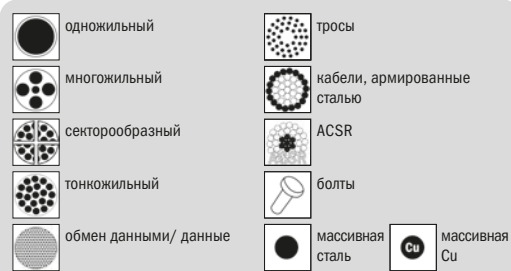 одножильный
многожильный
секторообразный
тонкожильный
обмен данными/ данные
тросы
кабели, армированные
сталью
ACSR
болты
массивная
сталь
Cu
массивная
Cu